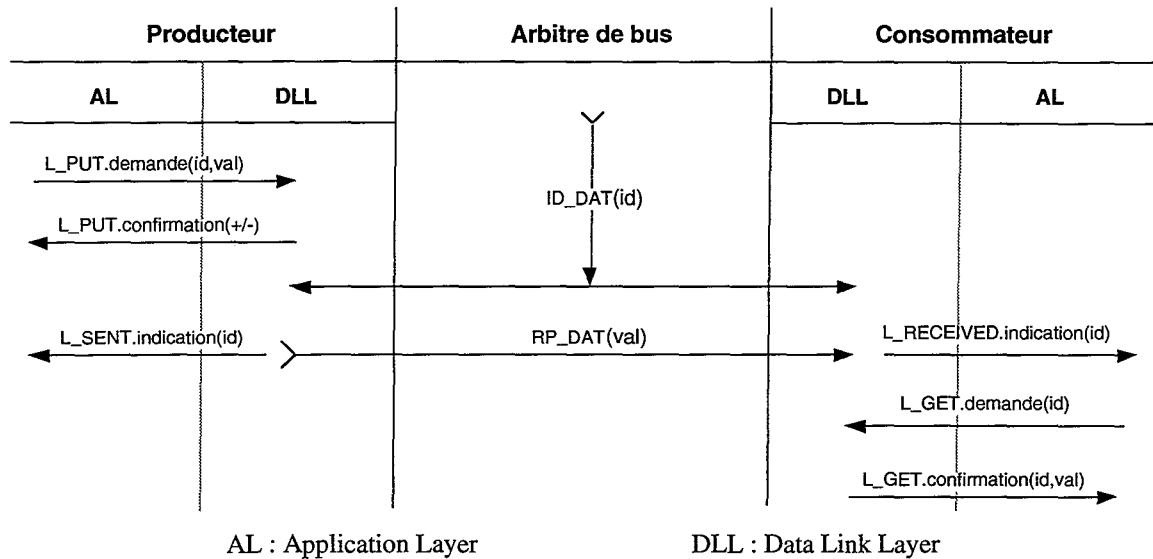 Producteur
Arbitre de bus
Consommateur
AL
DLL
DLL
AL
L_PUT.demande(id,val)
ID_DAT(id)
L_PUT.confirmation(+/-)
L_SENT.indication(id)
RP_DAT(val)
L_RECEIVED.indication(id)
L_GET.demande(id)
L_GET.confirmation(id,val)
AL : Application Layer
DLL : Data Link Layer